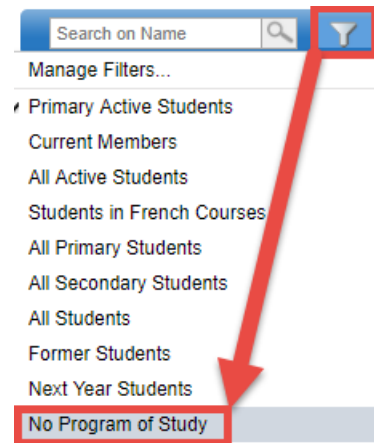 Search on Name
Manage Filters...
Primary Active Students
Current Members
All Active Students
Students in French Courses
All Primary Students
All Secondary Students
All Students
Former Students
Next Year Students
No Program of Study